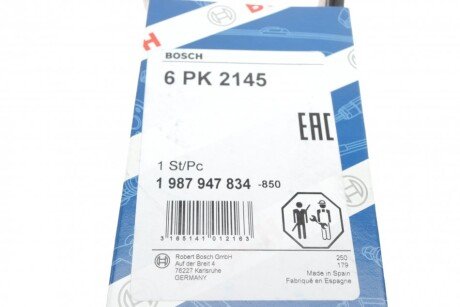 BOSCH
6 PK 2145
EAC
1 St/Pc
1 987 947 834 -850
3 165141 012163
Robert Bosch GmbH
Auf der Breit 4
76227 Karlsruhe
GERMANY
250
179
Made in Spain
Fabriqué en Espagne